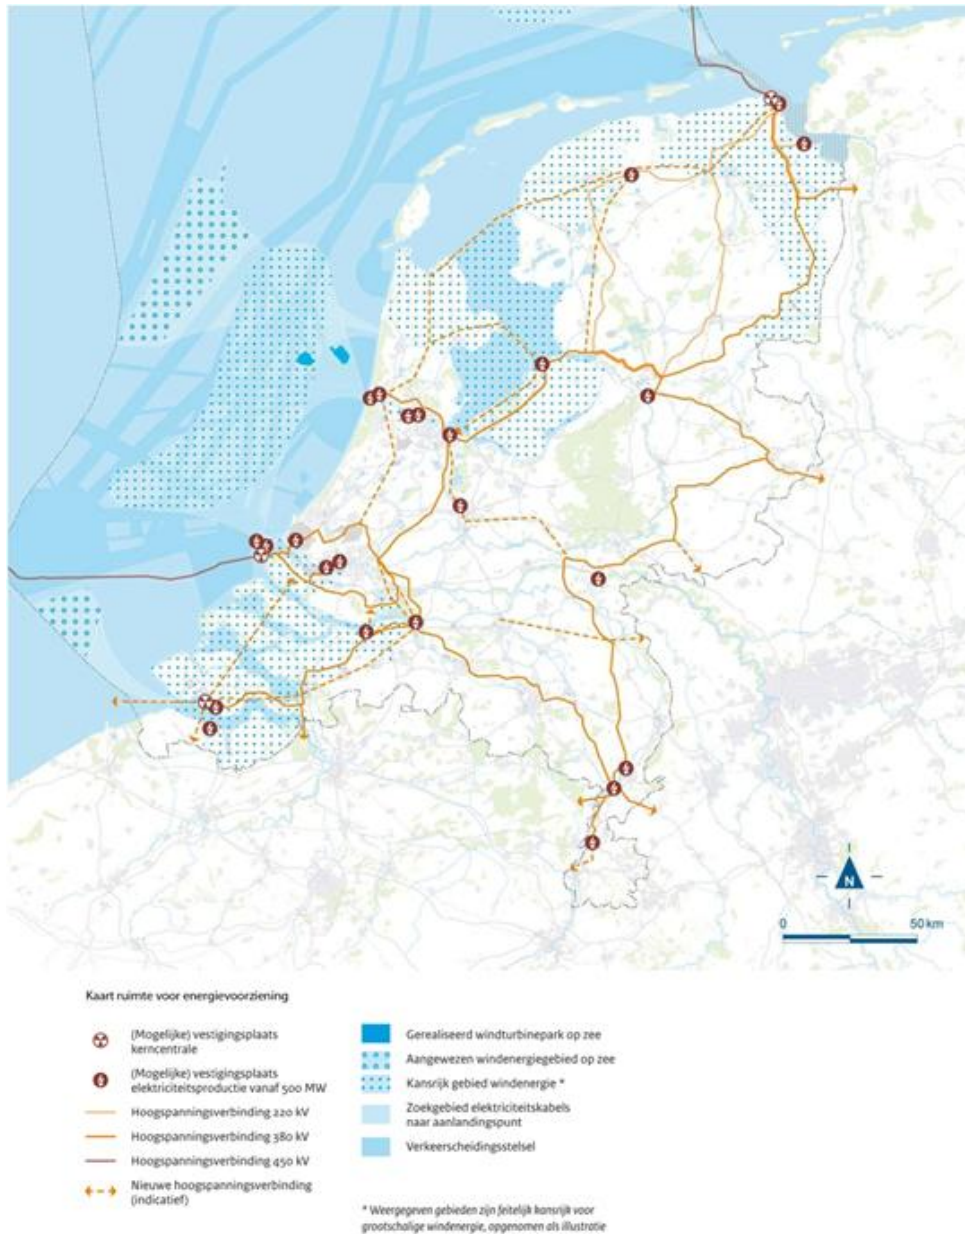 N
0 50 km
Kaart ruimte voor energievoorziening
(Mogelijke) vestigingsplaats
kerncentrale
(Mogelijke) vestigingsplaats
elektriciteitsproductie vanaf 500 MW
Hoogspanningsverbinding 220 kV
Hoogspanningsverbinding 380 kV
Hoogspanningsverbinding 450 kV
Nieuwe hoogspanningsverbinding
(indicatief)
Gerealiseerd windturbinepark op zee
Aangewezen windenergiegebied op zee
Kansrijk gebied windenergie *
Zoekgebied elektriciteitskabels
naar aanlandingspunt
Verkeerscheidingsstelsel
* Weergegeven gebieden zijn feitelijk kansrijk voor
grootschalige windenergie, opgenomen als illustratie